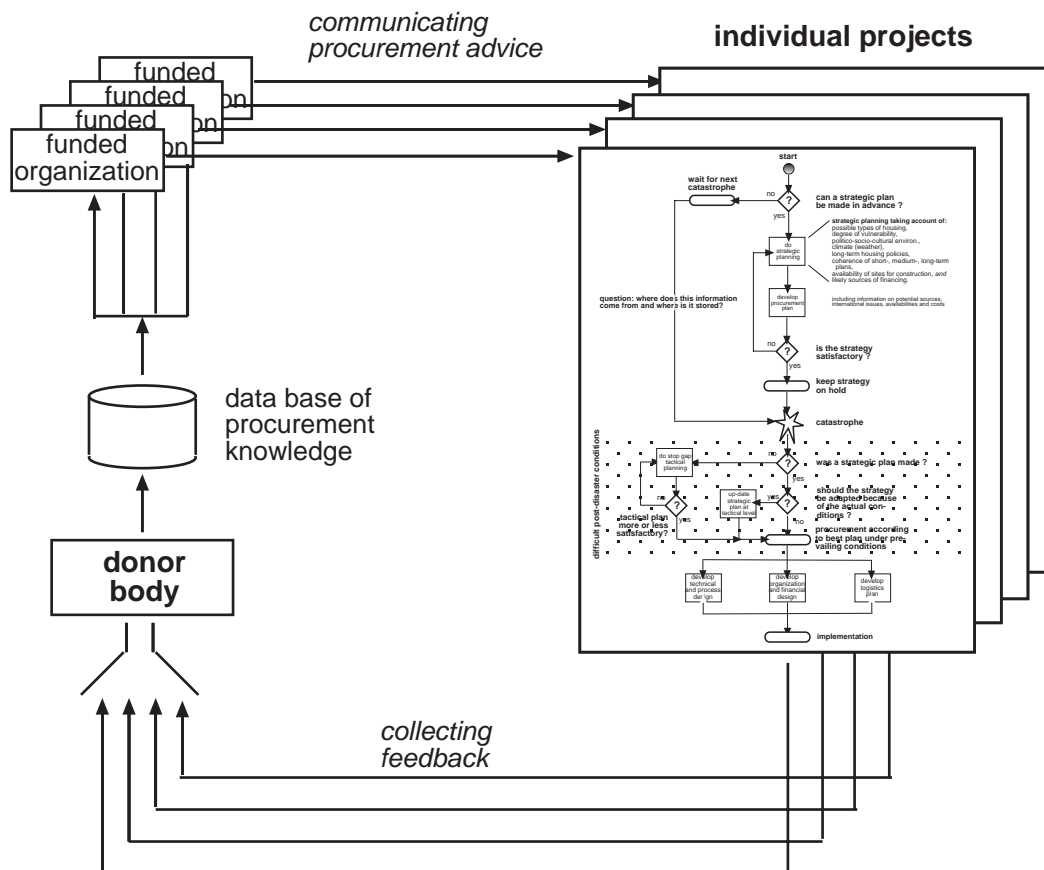 communicating
procurement advice
individual projects
funded
funded
on
funded
on
funded
on
organization
start
wait for next
catastrophe
no
?
can a strategic plan
be made in advance ?
yes
do
strategic
planning
strategic planning taking account of:
possible types of housing,
degree of vulnerability,
politico-socio-cultural environ.,
climate (weather),
long-term housing policies,
coherence of short-, medium-, long-term
plans,
availability of sites for construction, and
likely sources of financing.
question: where does this information
come from and where is it stored?
develop
procurement
plan
including information on potential sources,
international issues, availabilities and costs
no
?
is the strategy
satisfactory ?
yes
keep strategy
on hold
catastrophe
difficult post-disaster conditions
do stop gap
tactical
planning
no
?
was a strategic plan made ?
yes
no
?
up-date
strategic
plan at
tactical level
yes
?
should the strategy
be adapted because
of the actual con-
ditions ?
tactical plan
more or less
satisfactory?
yes
no
procurement according
to best plan under pre-
vailing conditions
develop
technical
and process
design
develop
organization
and financial
design
develop
logistics
plan
implementation
data base of
procurement
knowledge
donor
body
collecting
feedback